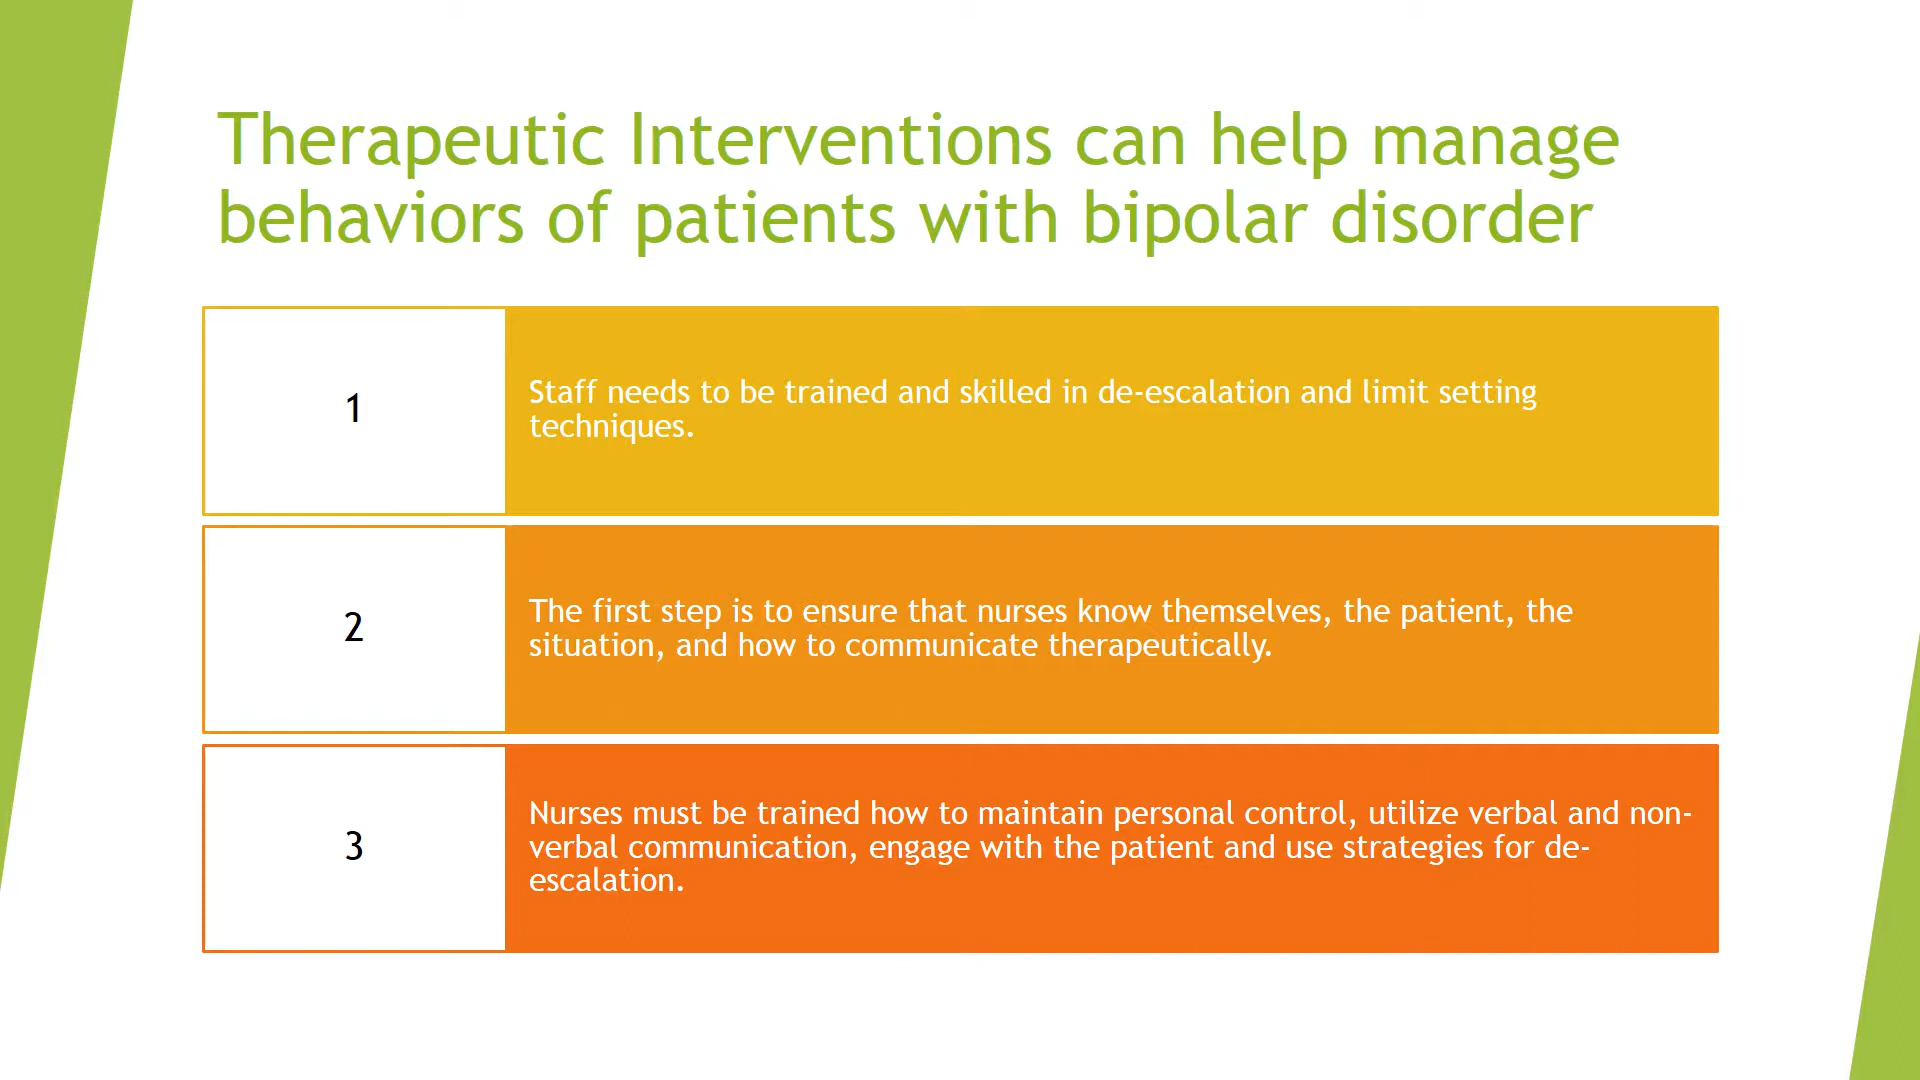 Therapeutic Interventions can help manage
behaviors of patients with bipolar disorder
1
Staff needs to be trained and skilled in de-escalation and limit setting
techniques.
2
The first step is to ensure that nurses know themselves, the patient, the
situation, and how to communicate therapeutically.
3
Nurses must be trained how to maintain personal control, utilize verbal and non-
verbal communication, engage with the patient and use strategies for de-
escalation.